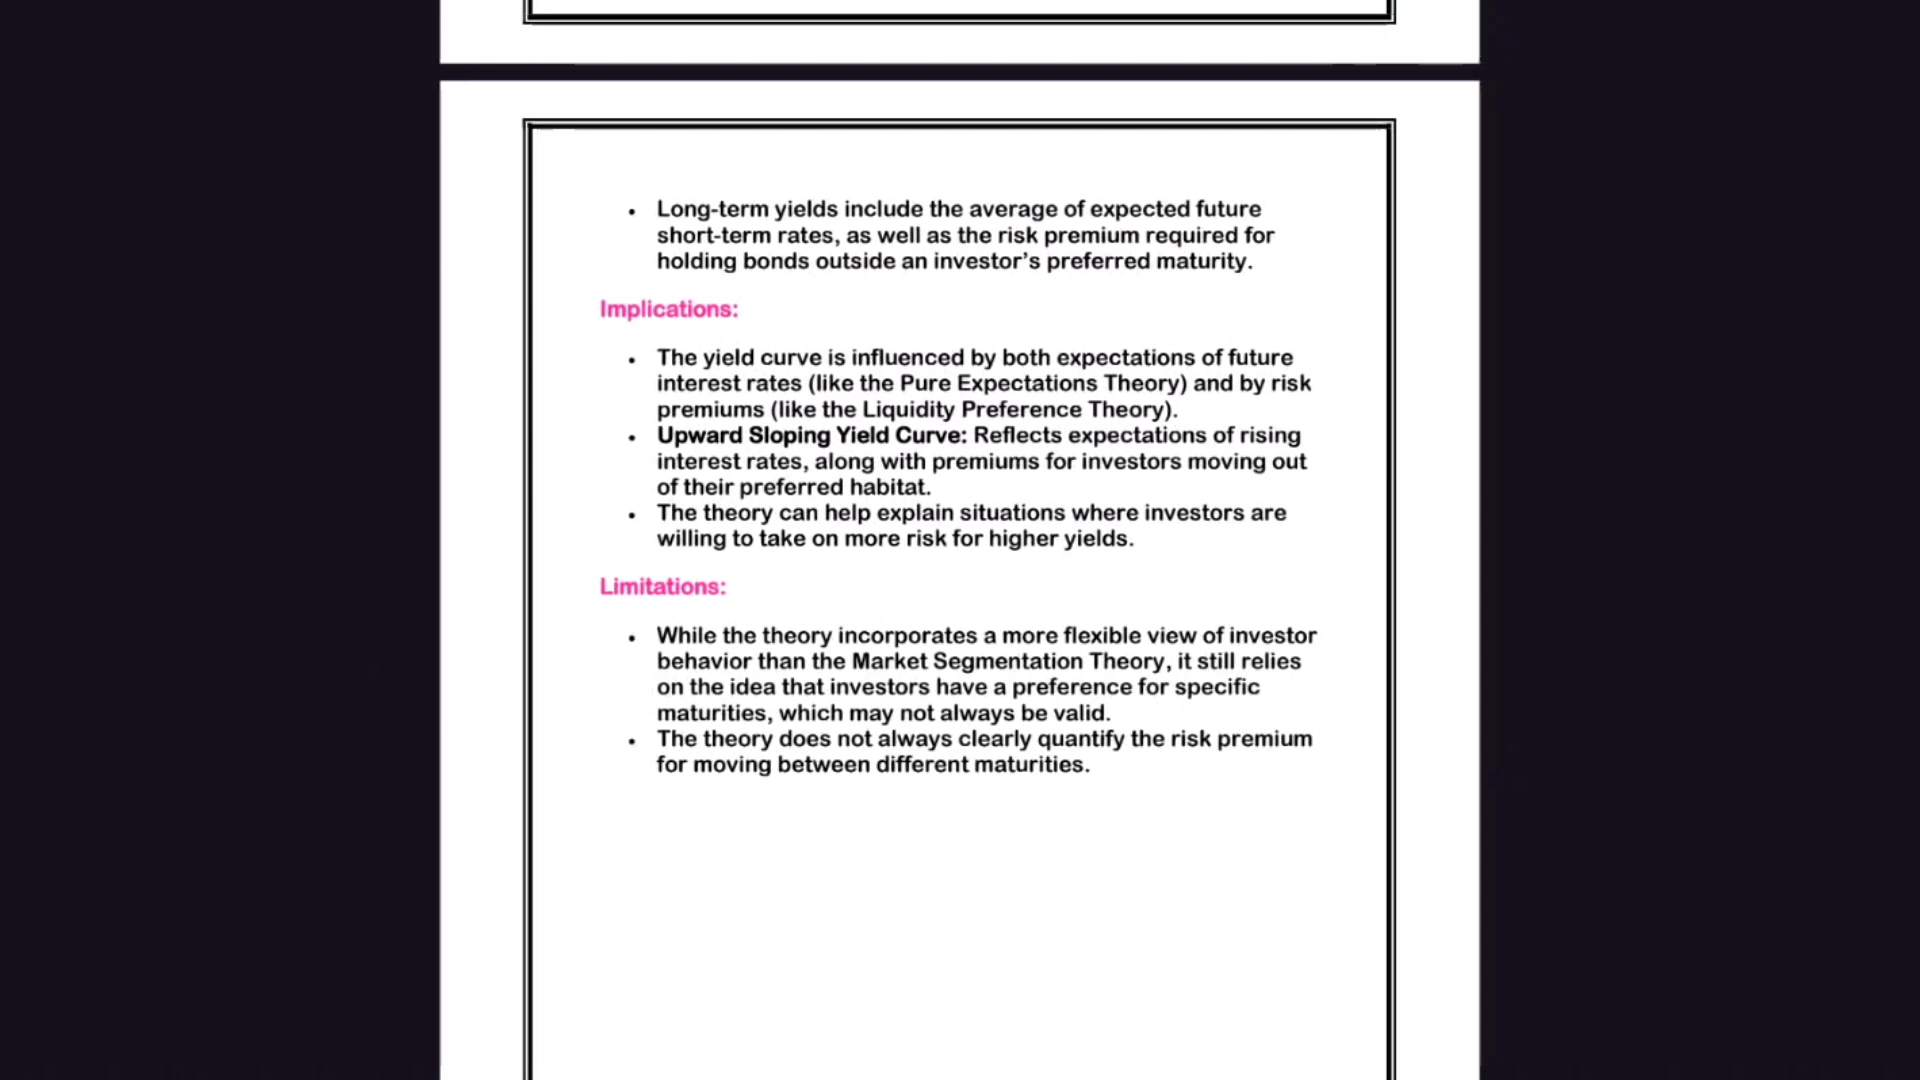 • Long-term yields include the average of expected future
short-term rates, as well as the risk premium required for
holding bonds outside an investor’s preferred maturity.
Implications:
• The yield curve is influenced by both expectations of future
interest rates (like the Pure Expectations Theory) and by risk
premiums (like the Liquidity Preference Theory).
• Upward Sloping Yield Curve: Reflects expectations of rising
interest rates, along with premiums for investors moving out
of their preferred habitat.
• The theory can help explain situations where investors are
willing to take on more risk for higher yields.
Limitations:
• While the theory incorporates a more flexible view of investor
behavior than the Market Segmentation Theory, it still relies
on the idea that investors have a preference for specific
maturities, which may not always be valid.
• The theory does not always clearly quantify the risk premium
for moving between different maturities.